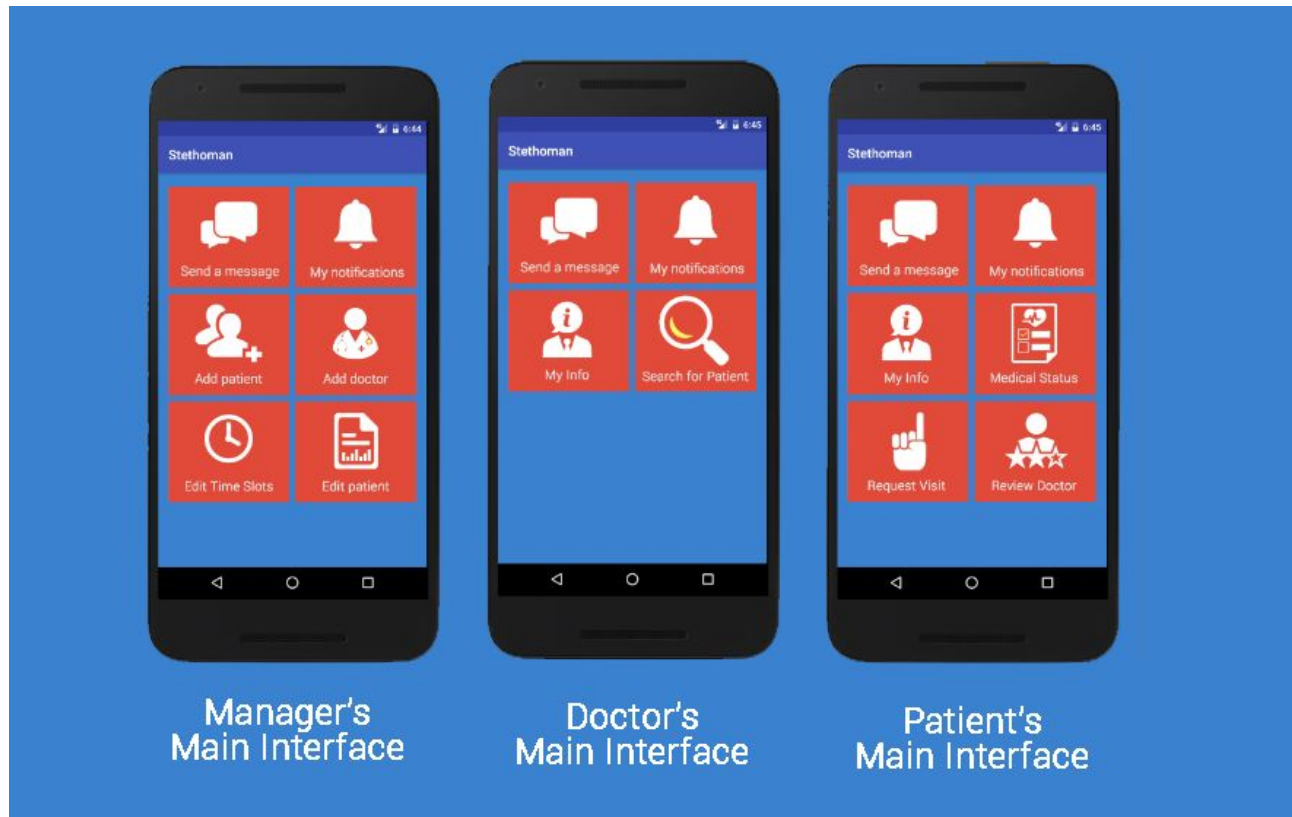 6:44
Stethoman
Send a message
My notifications
Add patient
Add doctor
Edit Time Slots
Edit patient
Manager's
Main Interface
6:45
Stethoman
Send a message
My notifications
My Info
Search for Patient
Doctor's
Main Interface
6:45
Stethoman
Send a message
My notifications
My Info
Medical Status
Request Visit
Review Doctor
Patient's
Main Interface